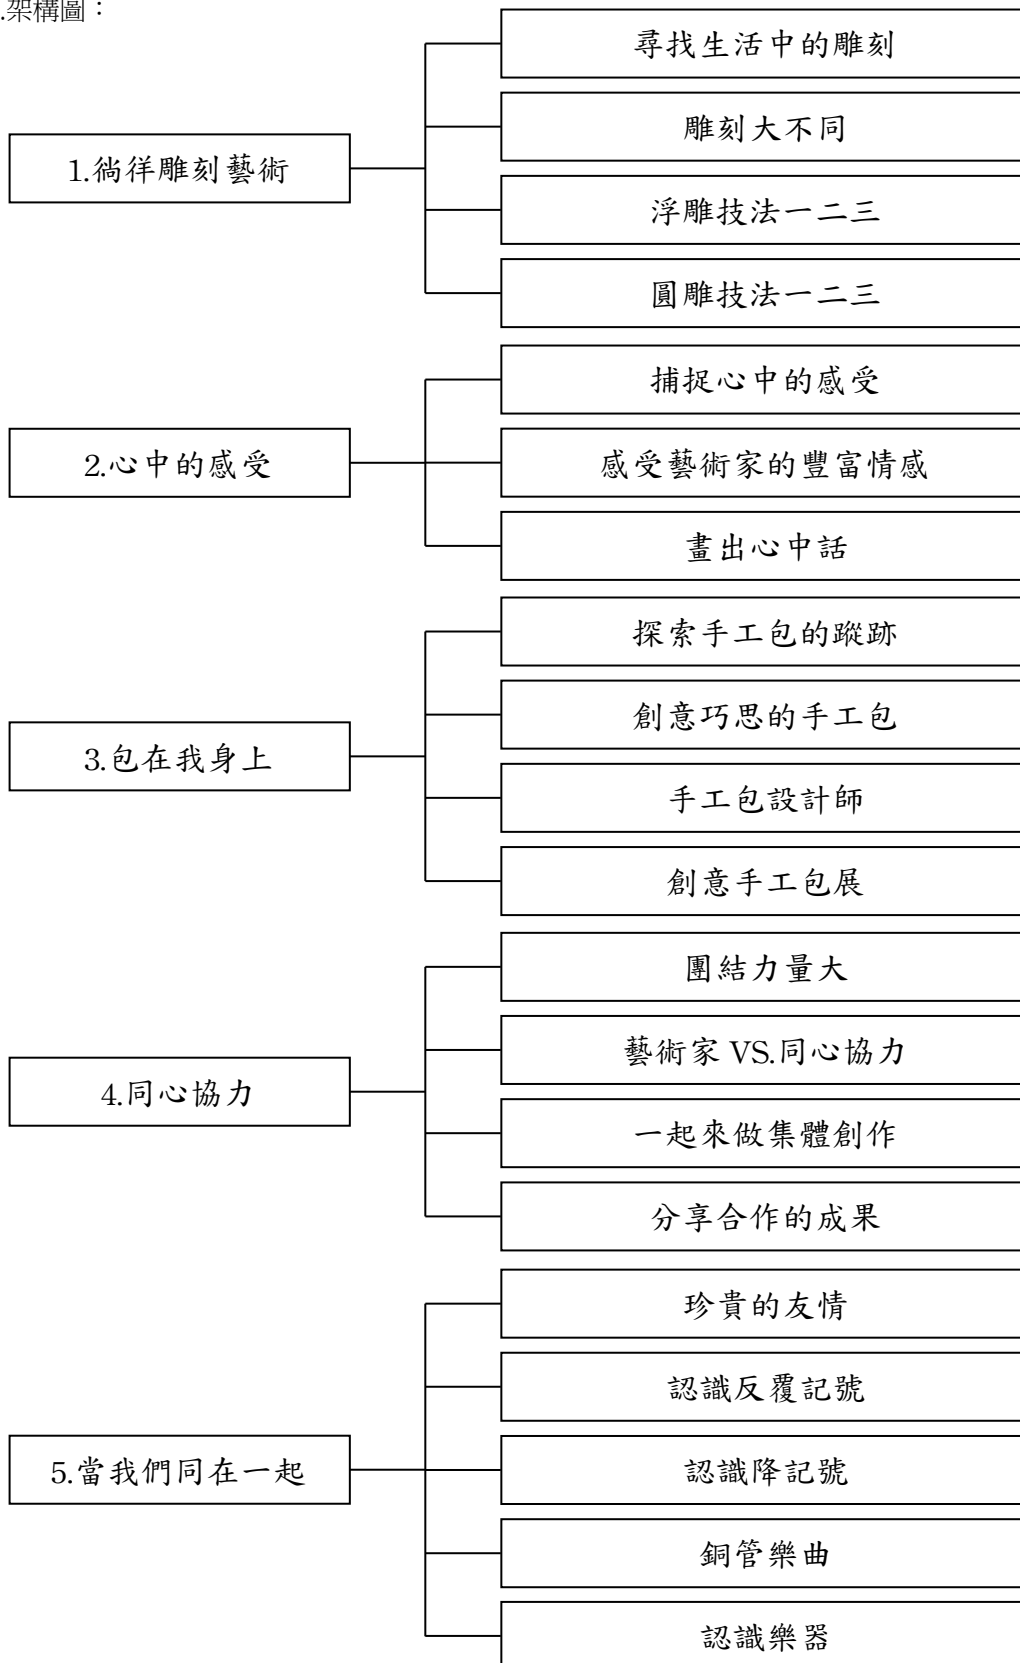 .架構圖：
1.徜徉雕刻藝術
尋找生活中的雕刻
雕刻大不同
浮雕技法一二三
圓雕技法一二三
2.心中的感受
捕捉心中的感受
感受藝術家的豐富情感
畫出心中話
3.包在我身上
探索手工包的蹤跡
創意巧思的手工包
手工包設計師
創意手工包展
4.同心協力
團結力量大
藝術家 VS.同心協力
一起來做集體創作
分享合作的成果
5.當我們同在一起
珍貴的友情
認識反覆記號
認識降記號
銅管樂曲
認識樂器